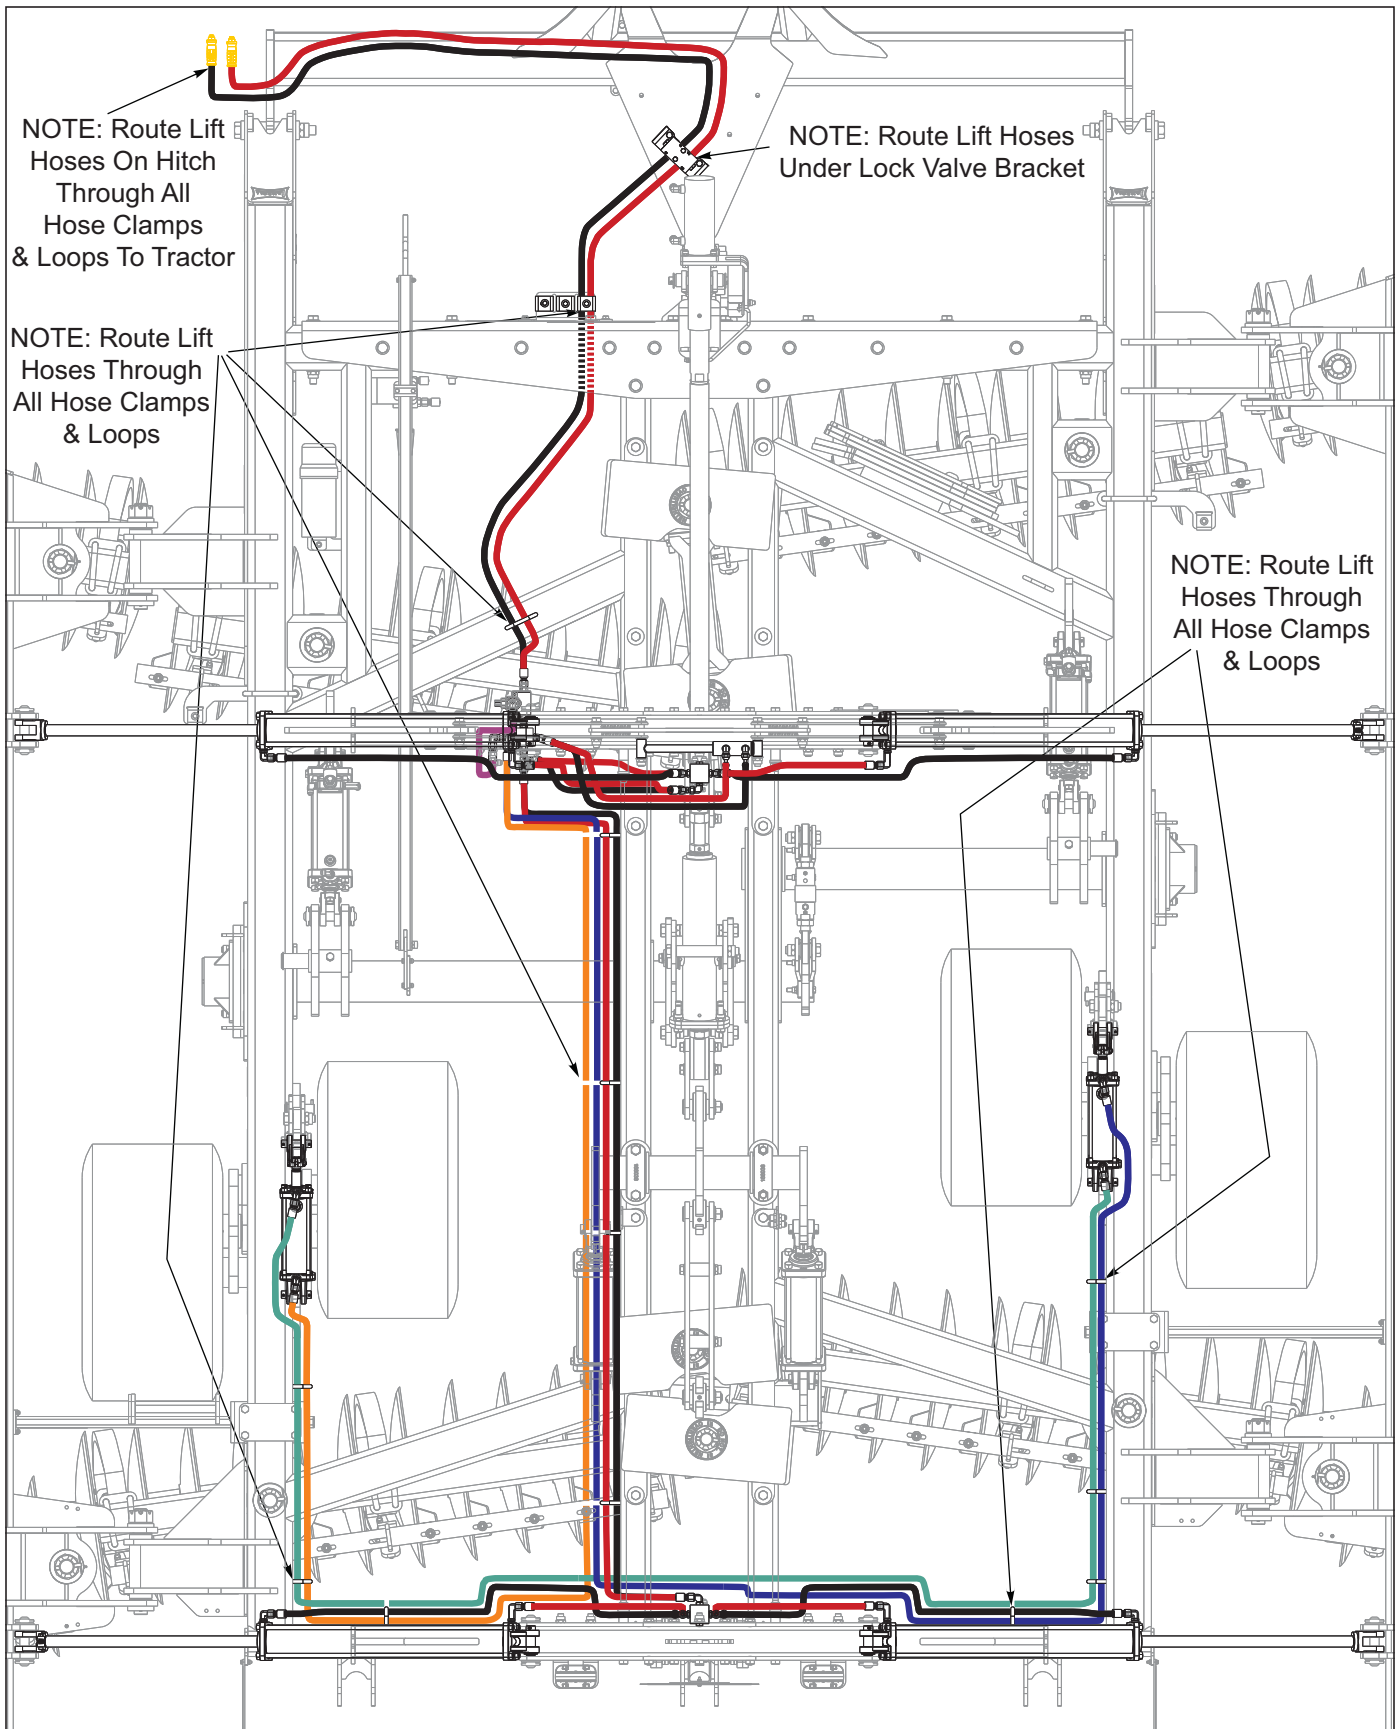 NOTE: Route Lift
Hoses On Hitch
Through All
Hose Clamps
& Loops To Tractor
NOTE: Route Lift Hoses
Under Lock Valve Bracket
NOTE: Route Lift
Hoses Through
All Hose Clamps
& Loops
NOTE: Route Lift
Hoses Through
All Hose Clamps
& Loops